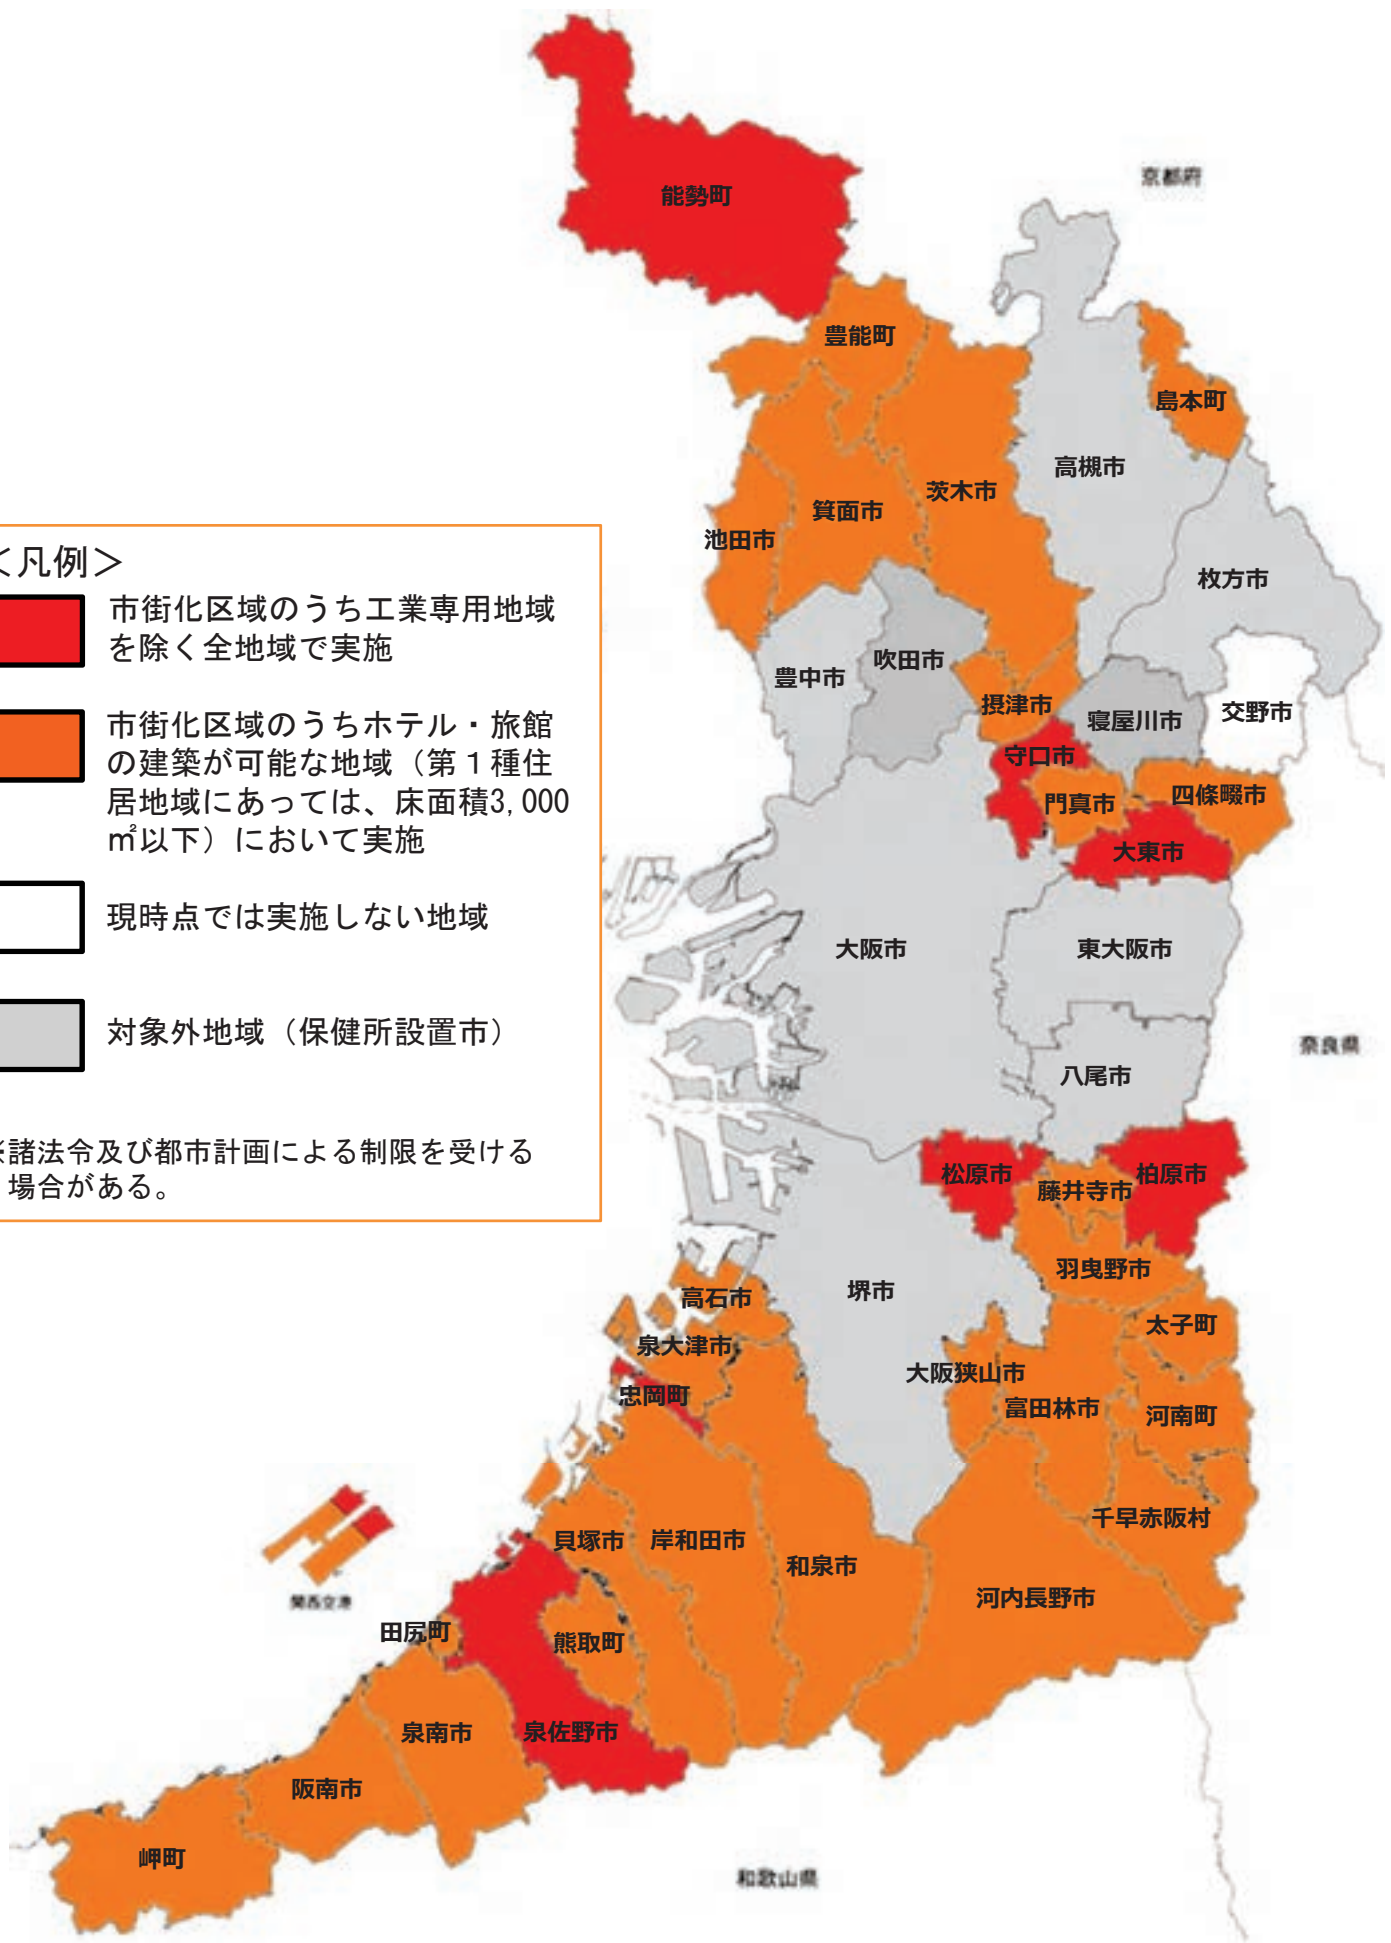 能勢町
京都府
豊能町
島本町
高槻市
茨木市
箕面市
池田市
枚方市
＜凡例＞
市街化区域のうち工業専用地域
を除く全地域で実施
市街化区域のうちホテル・旅館
の建築が可能な地域（第１種住
居地域にあっては、床面積3,000
㎡以下）において実施
現時点では実施しない地域
対象外地域（保健所設置市）
※諸法令及び都市計画による制限を受ける
場合がある。
吹田市
豊中市
摂津市
寝屋川市
交野市
守口市
門真市
四條畷市
大東市
大阪市
東大阪市
奈良県
八尾市
松原市
藤井寺市
柏原市
羽曳野市
堺市
高石市
太子町
泉大津市
大阪狭山市
忠岡町
富田林市
河南町
千早赤阪村
貝塚市
岸和田市
和泉市
河内長野市
関西空港
田尻町
熊取町
泉南市
泉佐野市
阪南市
岬町
和歌山県